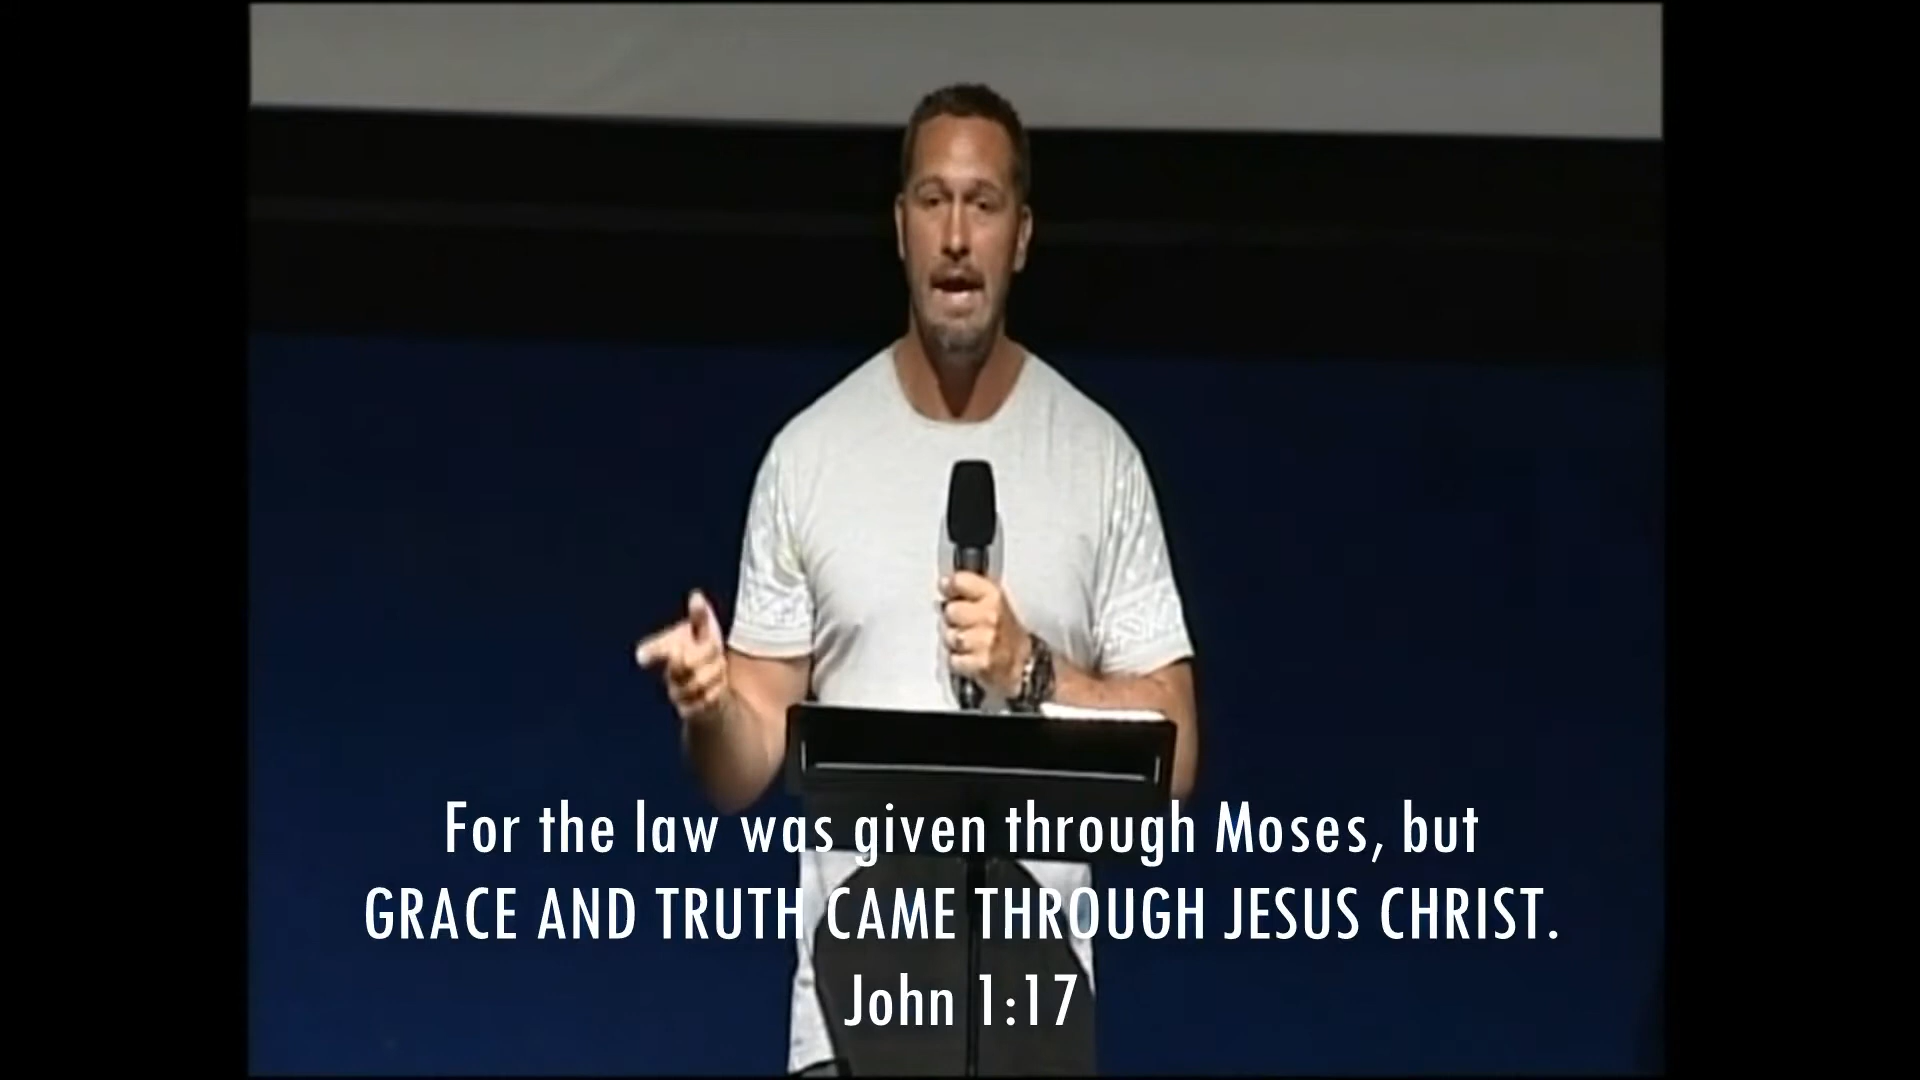 For the law was given through Moses, but
GRACE AND TRUTH CAME THROUGH JESUS CHRIST.
John 1:17